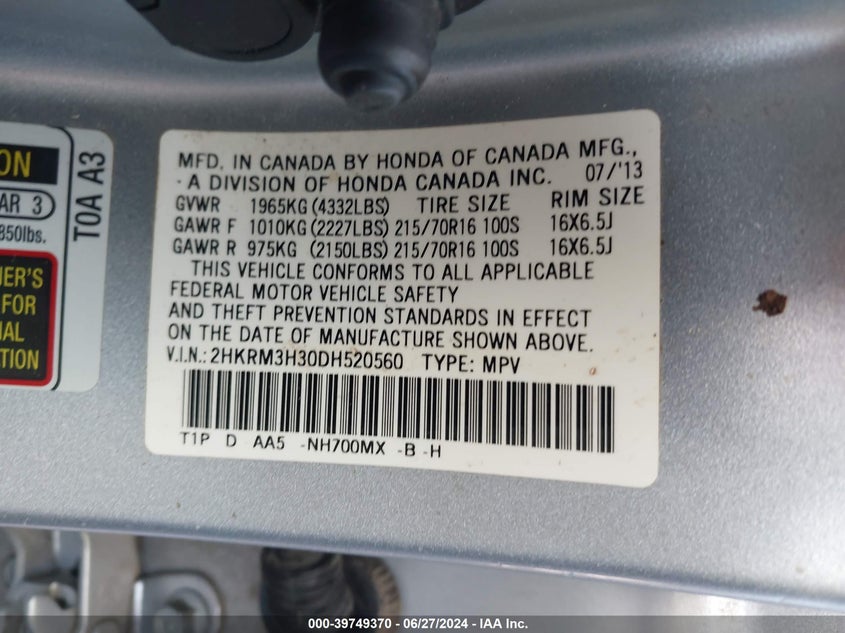 ON
AR 3
850lbs.
T0A A3
ER'S
FOR
AL
ATION
MFD. IN CANADA BY HONDA OF CANADA MFG.,
A DIVISION OF HONDA CANADA INC. 07/'13
GVWR 1965KG (4332LBS) TIRE SIZE RIM SIZE
GAWR F 1010KG (2227LBS) 215/70R16 100S 16X6.5J
GAWR R 975KG (2150LBS) 215/70R16 100S 16X6.5J
THIS VEHICLE CONFORMS TO ALL APPLICABLE
FEDERAL MOTOR VEHICLE SAFETY
AND THEFT PREVENTION STANDARDS IN EFFECT
ON THE DATE OF MANUFACTURE SHOWN ABOVE.
V.I.N.: 2HKRM3H30DH520560 TYPE: MPV
T1P D AA5 -NH700MX -B -H
000-39749370 - 06/27/2024 - IAA Inc.